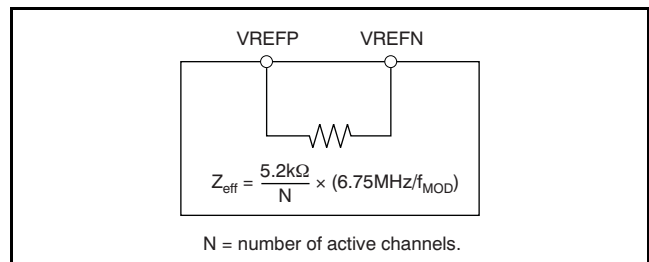 VREFP VREFN
Zeff = 5.2kΩ/N × (6.75MHz/fMOD)
N = number of active channels.